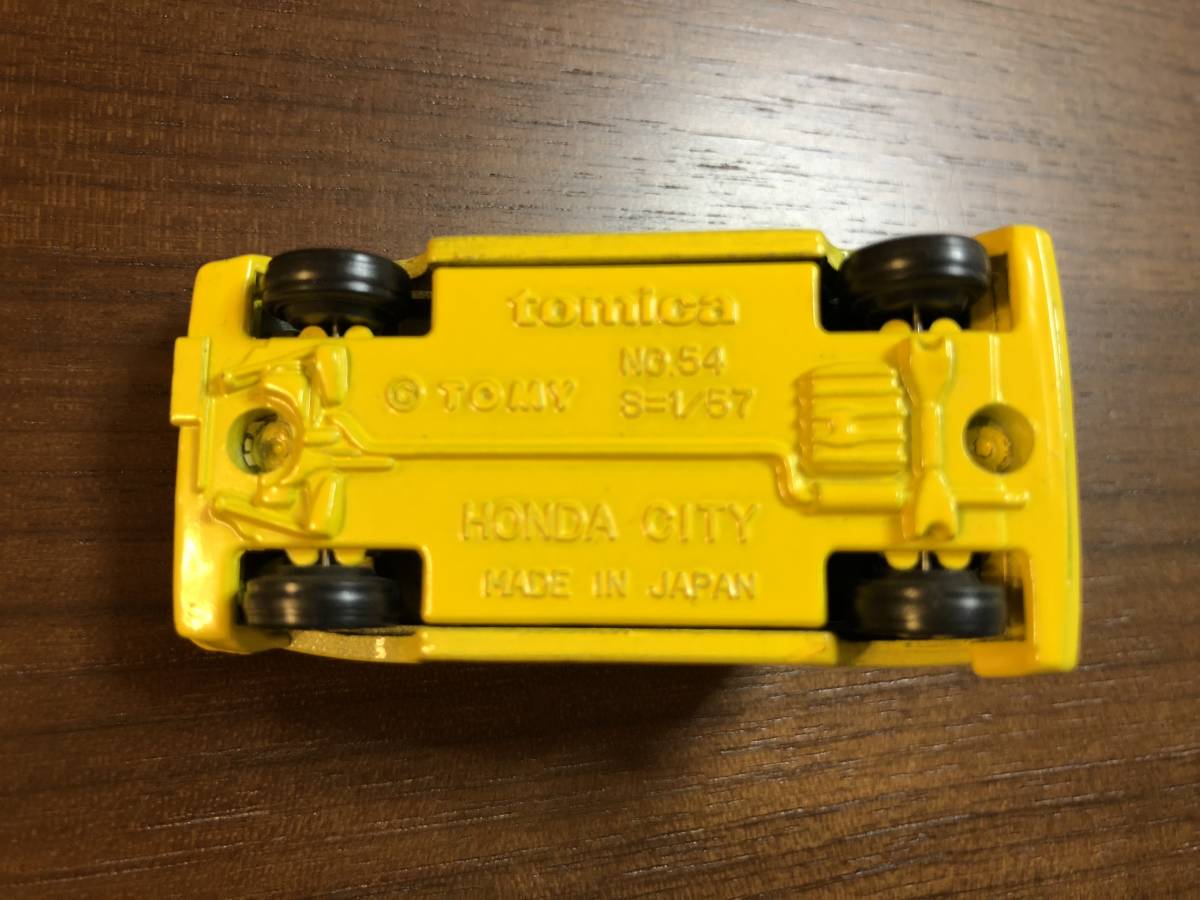 tomica
NO.54
© TOMY S=1/57
HONDA CITY
MADE IN JAPAN